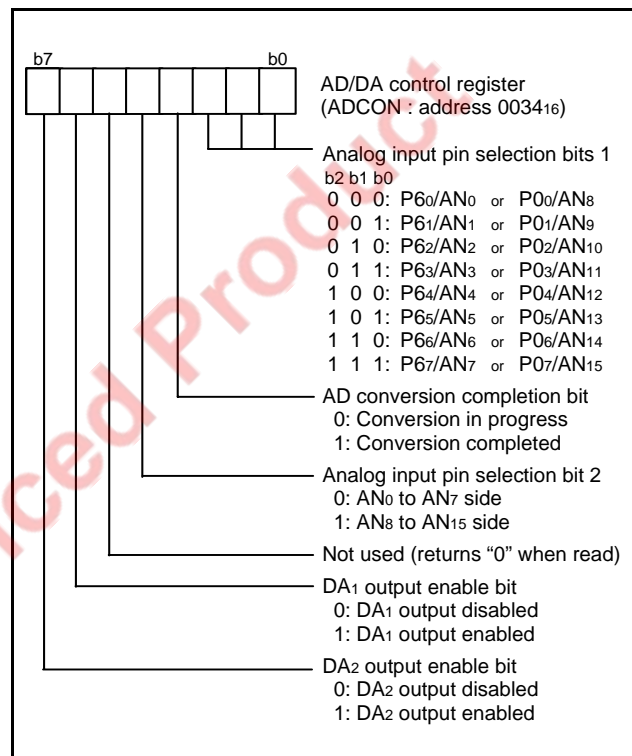 b7 b0
AD/DA control register
(ADCON : address 003416)
Analog input pin selection bits 1
b2 b1 b0
0 0 0: P60/AN0 or P00/AN8
0 0 1: P61/AN1 or P01/AN9
0 1 0: P62/AN2 or P02/AN10
0 1 1: P63/AN3 or P03/AN11
1 0 0: P64/AN4 or P04/AN12
1 0 1: P65/AN5 or P05/AN13
1 1 0: P66/AN6 or P06/AN14
1 1 1: P67/AN7 or P07/AN15
AD conversion completion bit
0: Conversion in progress
1: Conversion completed
Analog input pin selection bit 2
0: AN0 to AN7 side
1: AN8 to AN15 side
Not used (returns “0” when read)
DA1 output enable bit
0: DA1 output disabled
1: DA1 output enabled
DA2 output enable bit
0: DA2 output disabled
1: DA2 output enabled
nced Product